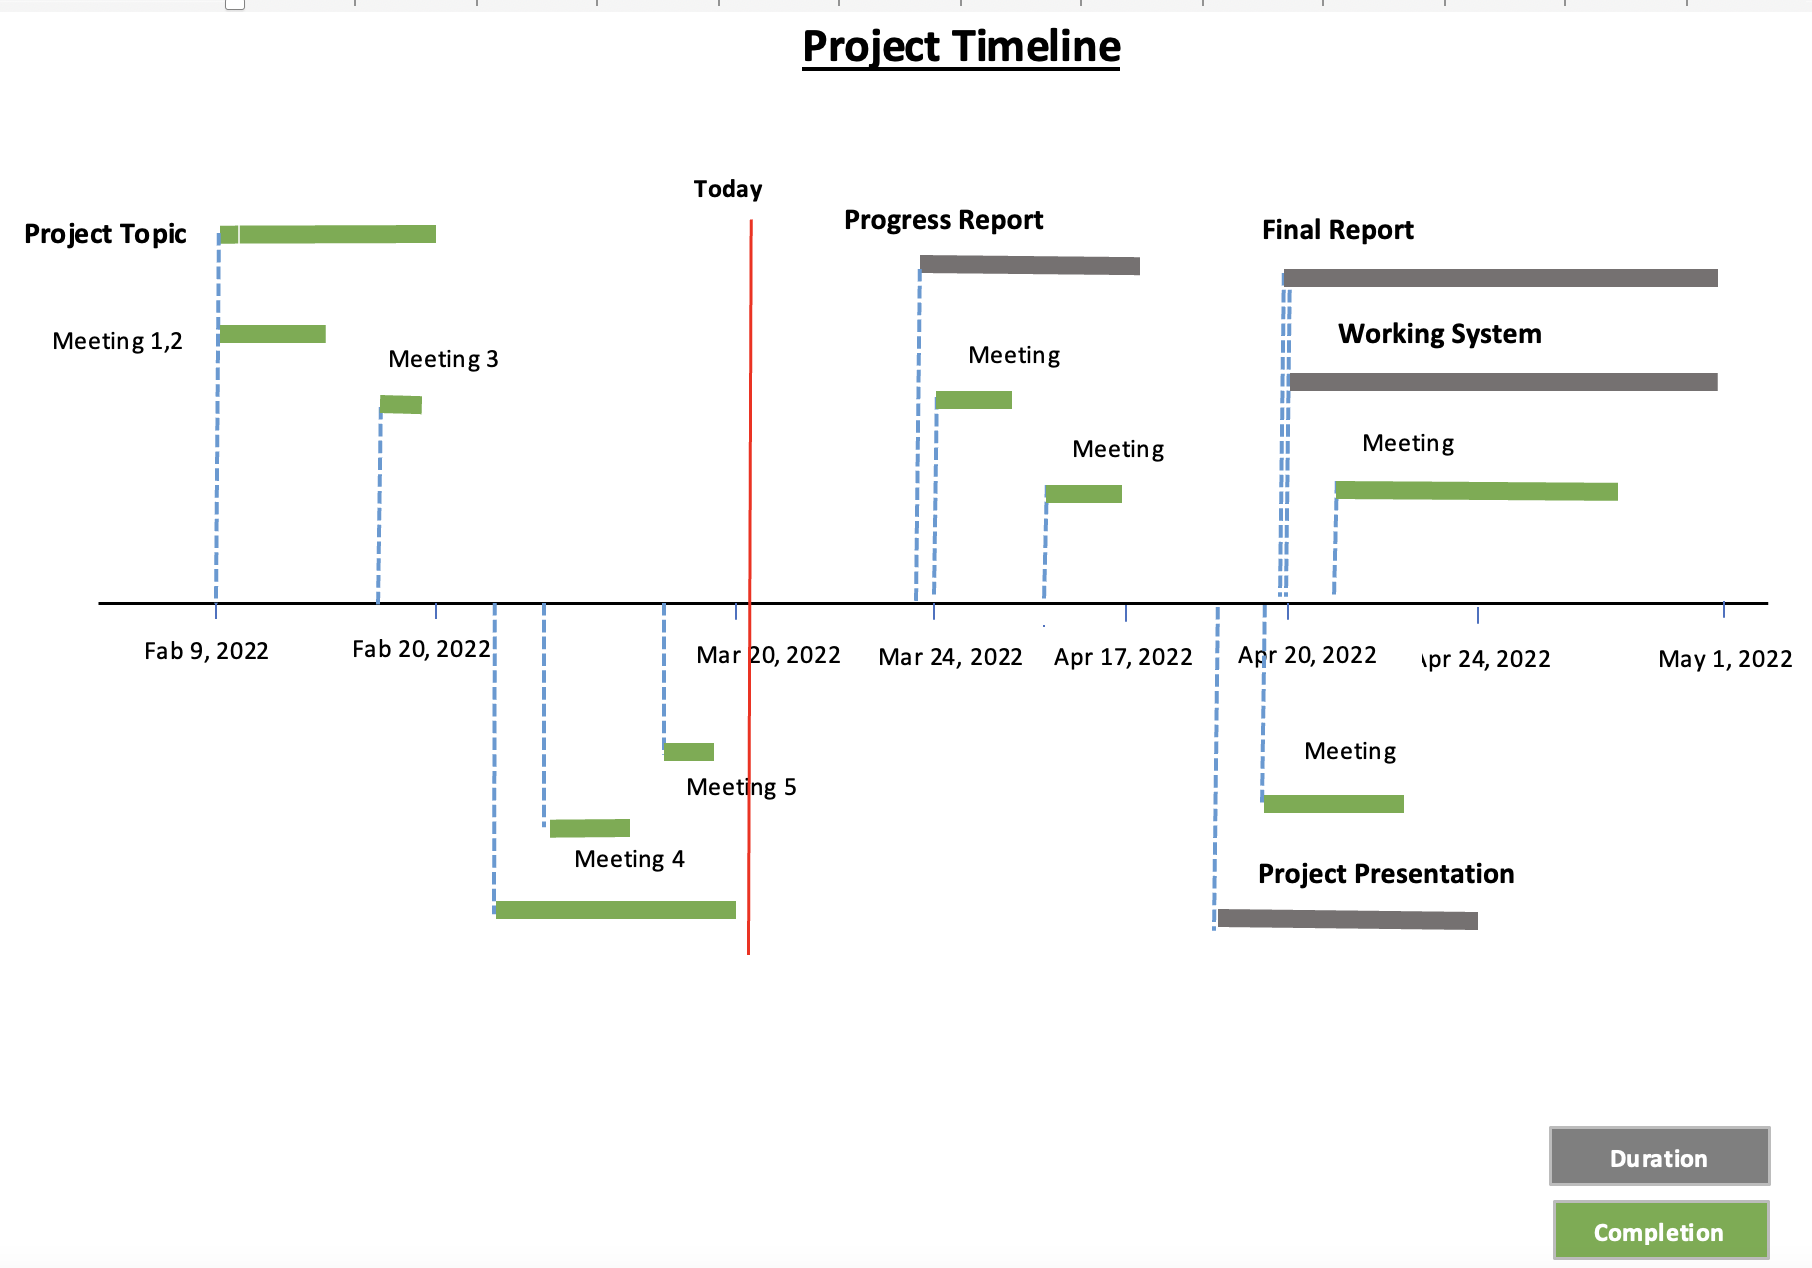 Project Timeline
Today
Project Topic
Progress Report
Final Report
Meeting 1,2
Meeting 3
Meeting
Working System
Meeting
Meeting
Fab 9, 2022
Fab 20, 2022
Mar 20, 2022
Mar 24, 2022
Apr 17, 2022
Apr 20, 2022
pr 24, 2022
May 1, 2022
Meeting
Meeting 5
Meeting 4
Project Presentation
Duration
Completion